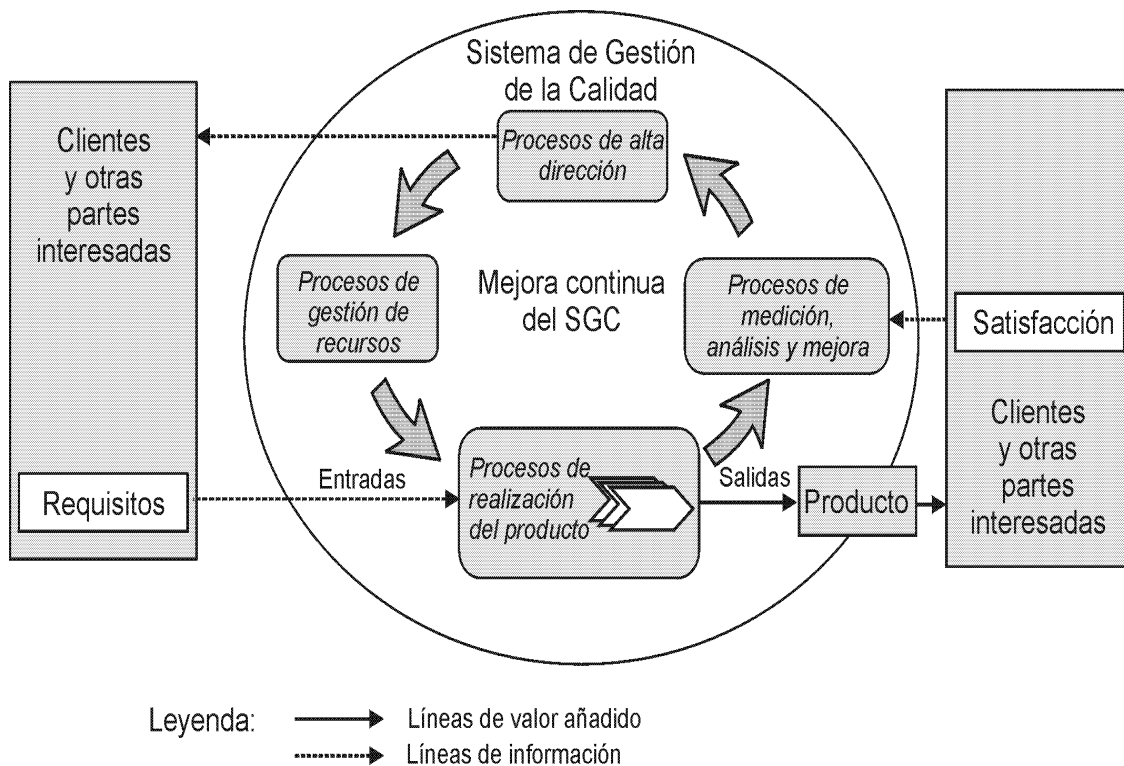 Sistema de Gestión
de la Calidad
Clientes
y otras
partes
interesadas
Procesos de alta
dirección
Procesos de
gestión de
recursos
Mejora continua
del SGC
Procesos de
medición,
análisis y mejora
Satisfacción
Clientes
y otras
partes
interesadas
Requisitos
Entradas
Procesos de
realización
del producto
Salidas
Producto
Leyenda:
Líneas de valor añadido
Líneas de información